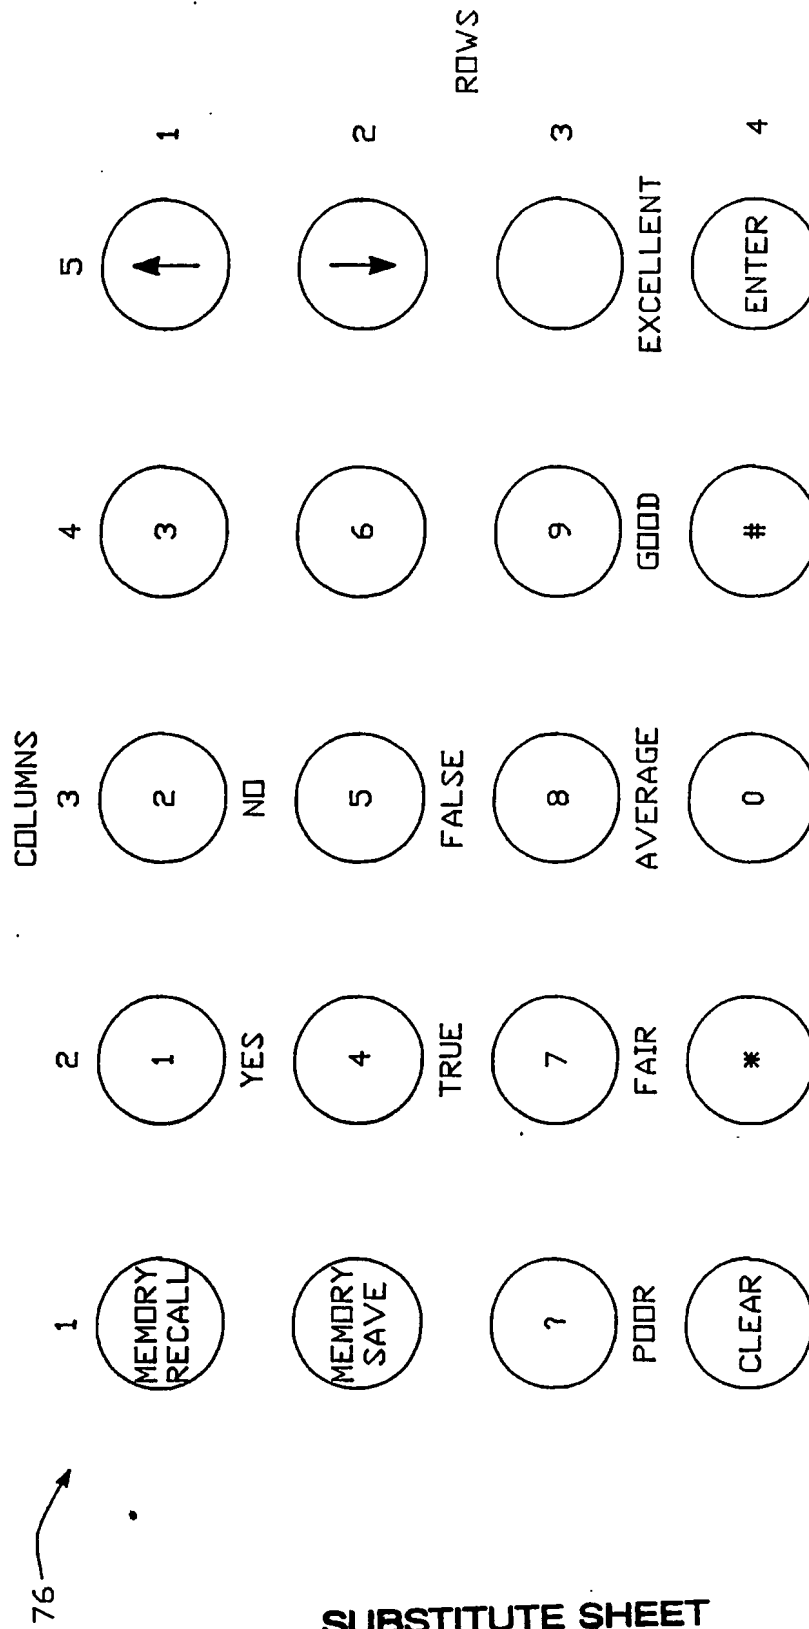 76
COLUMNS
1 2 3 4 5
MEMORY RECALL 1 2 3 1
YES NO
MEMORY SAVE 4 5 6 2
TRUE FALSE
ROWS
? 7 8 9 3
POOR FAIR AVERAGE GOOD EXCELLENT
CLEAR * 0 # ENTER 4
SUBSTITUTE SHEET